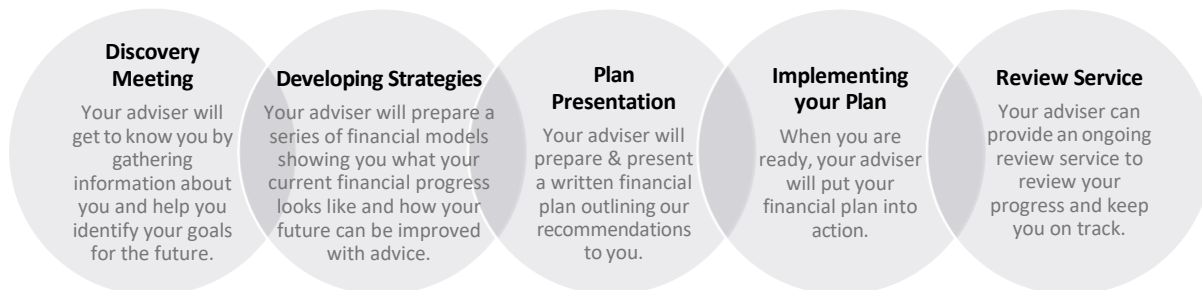 Discovery
Meeting
Your adviser will
get to know you by
gathering
information about
you and help you
identify your goals
for the future.
Developing Strategies
Your adviser will prepare a
series of financial models
showing you what your
current financial progress
looks like and how your
future can be improved
with advice.
Plan
Presentation
Your adviser will
prepare & present
a written financial
plan outlining our
recommendations
to you.
Implementing
your Plan
When you are
ready, your adviser
will put your
financial plan into
action.
Review Service
Your adviser can
provide an ongoing
review service to
review your
progress and keep
you on track.